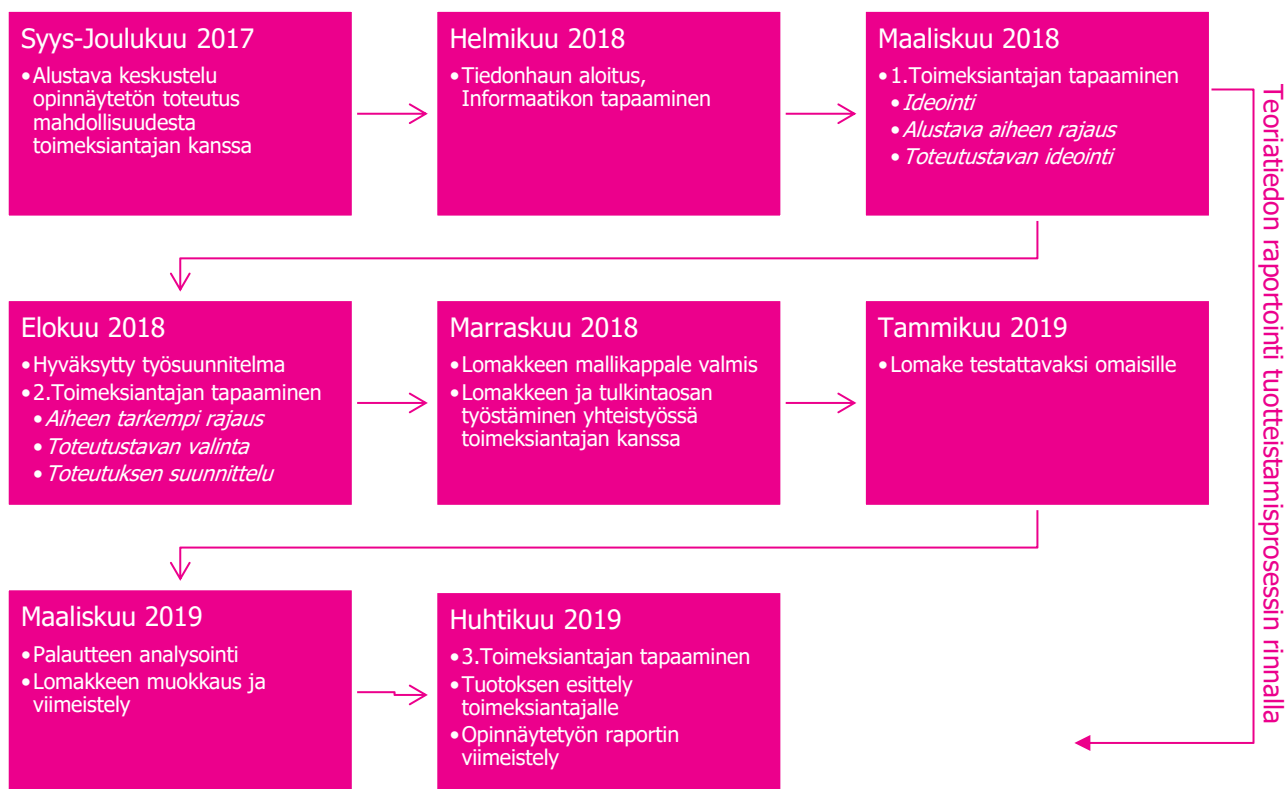 Syys-Joulukuu 2017
•Alustava keskustelu
opinnäytetön toteutus
mahdollisuudesta
toimeksiantajan kanssa
Helmikuu 2018
•Tiedonhaun aloitus,
Informaatikon tapaaminen
Maaliskuu 2018
•1.Toimeksiantajan tapaaminen
•Ideointi
•Alustava aiheen rajaus
•Toteutustavan ideointi
Elokuu 2018
•Hyväksytty työsuunnitelma
•2.Toimeksiantajan tapaaminen
•Aiheen tarkempi rajaus
•Toteutustavan valinta
•Toteutuksen suunnittelu
Marraskuu 2018
•Lomakkeen mallikappale valmis
•Lomakkeen ja tulkintaosan
työstäminen yhteistyössä
toimeksiantajan kanssa
Tammikuu 2019
•Lomake testattavaksi omaisille
Maaliskuu 2019
•Palautteen analysointi
•Lomakkeen muokkaus ja
viimeistely
Huhtikuu 2019
•3.Toimeksiantajan tapaaminen
•Tuotoksen esittely
toimeksiantajalle
•Opinnäytetyön raportin
viimeistely
Teoriatiedon raportointi tuotteistamisprosessin rinnalla